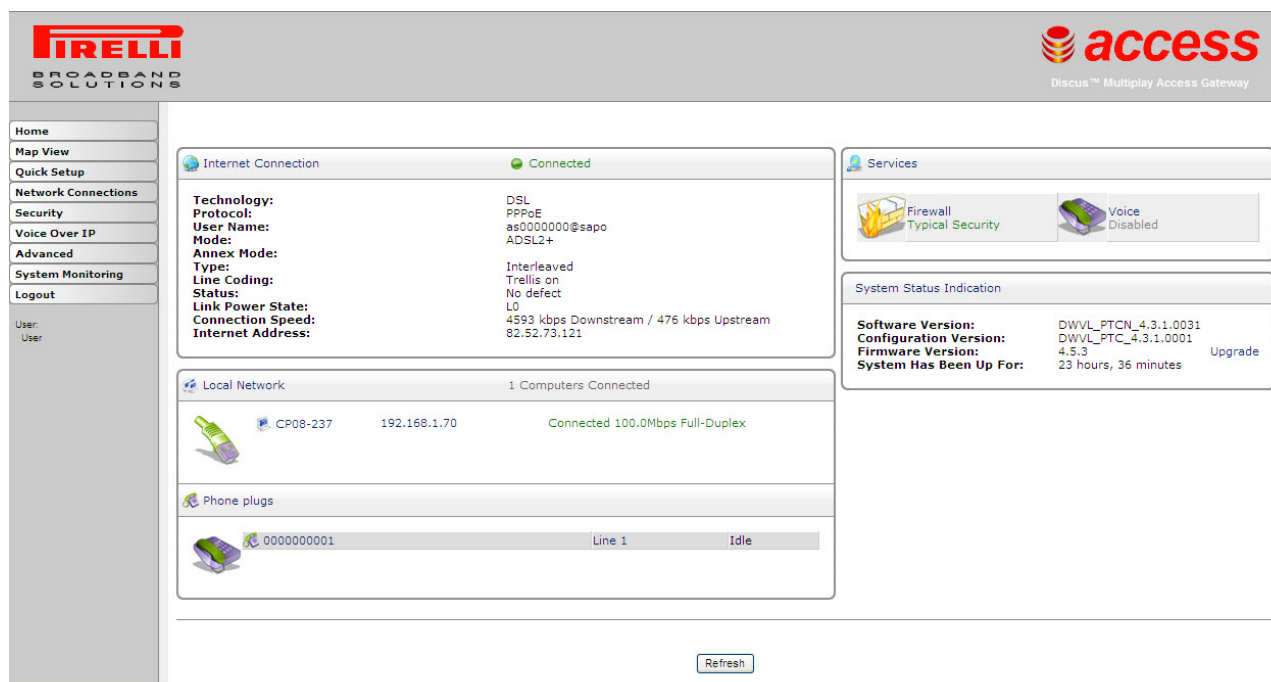 PIRELLI
BROADBAND
SOLUTIONS
access
Discus™ Multiplay Access Gateway
Home
Map View
Quick Setup
Network Connections
Security
Voice Over IP
Advanced
System Monitoring
Logout
User:
User
Internet Connection Connected
Technology: DSL
Protocol: PPPoE
User Name: as0000000@sapo
Mode: ADSL2+
Annex Mode:
Type: Interleaved
Line Coding: Trellis on
Status: No defect
Link Power State: L0
Connection Speed: 4593 kbps Downstream / 476 kbps Upstream
Internet Address: 82.52.73.121
Local Network 1 Computers Connected
CP08-237 192.168.1.70 Connected 100.0Mbps Full-Duplex
Phone plugs
0000000001 Line 1 Idle
Services
Firewall
Typical Security
Voice
Disabled
System Status Indication
Software Version: DWVL_PTCN_4.3.1.0031
Configuration Version: DWVL_PTC_4.3.1.0001
Firmware Version: 4.5.3 Upgrade
System Has Been Up For: 23 hours, 36 minutes
Refresh